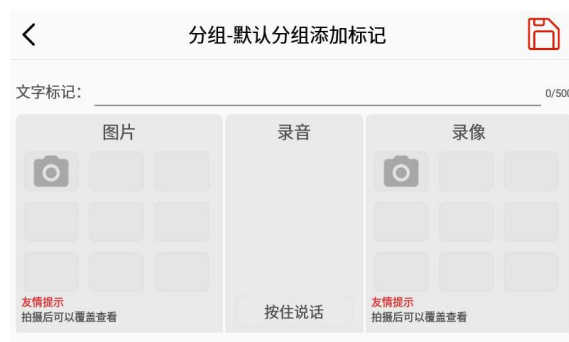 分组-默认分组添加标记
文字标记：
0/500
图片
录音
录像
友情提示
拍摄后可以覆盖查看
按住说话
友情提示
拍摄后可以覆盖查看